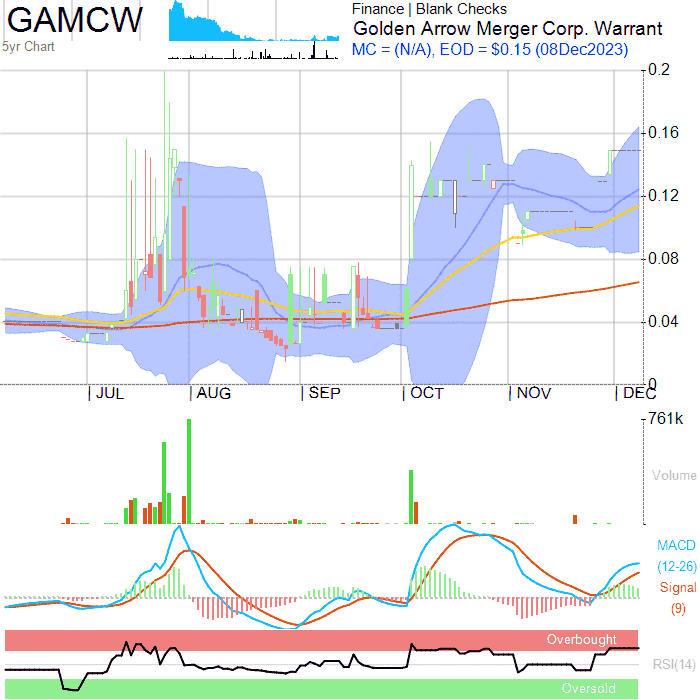 GAMCW
5yr Chart
Finance | Blank Checks
Golden Arrow Merger Corp. Warrant
MC = (N/A), EOD = $0.15 (08Dec2023)
0.2
0.16
0.12
0.08
0.04
0
JUL AUG SEP OCT NOV DEC
761k
Volume
MACD
(12-26)
Signal
(9)
Overbought
RSI(14)
Oversold